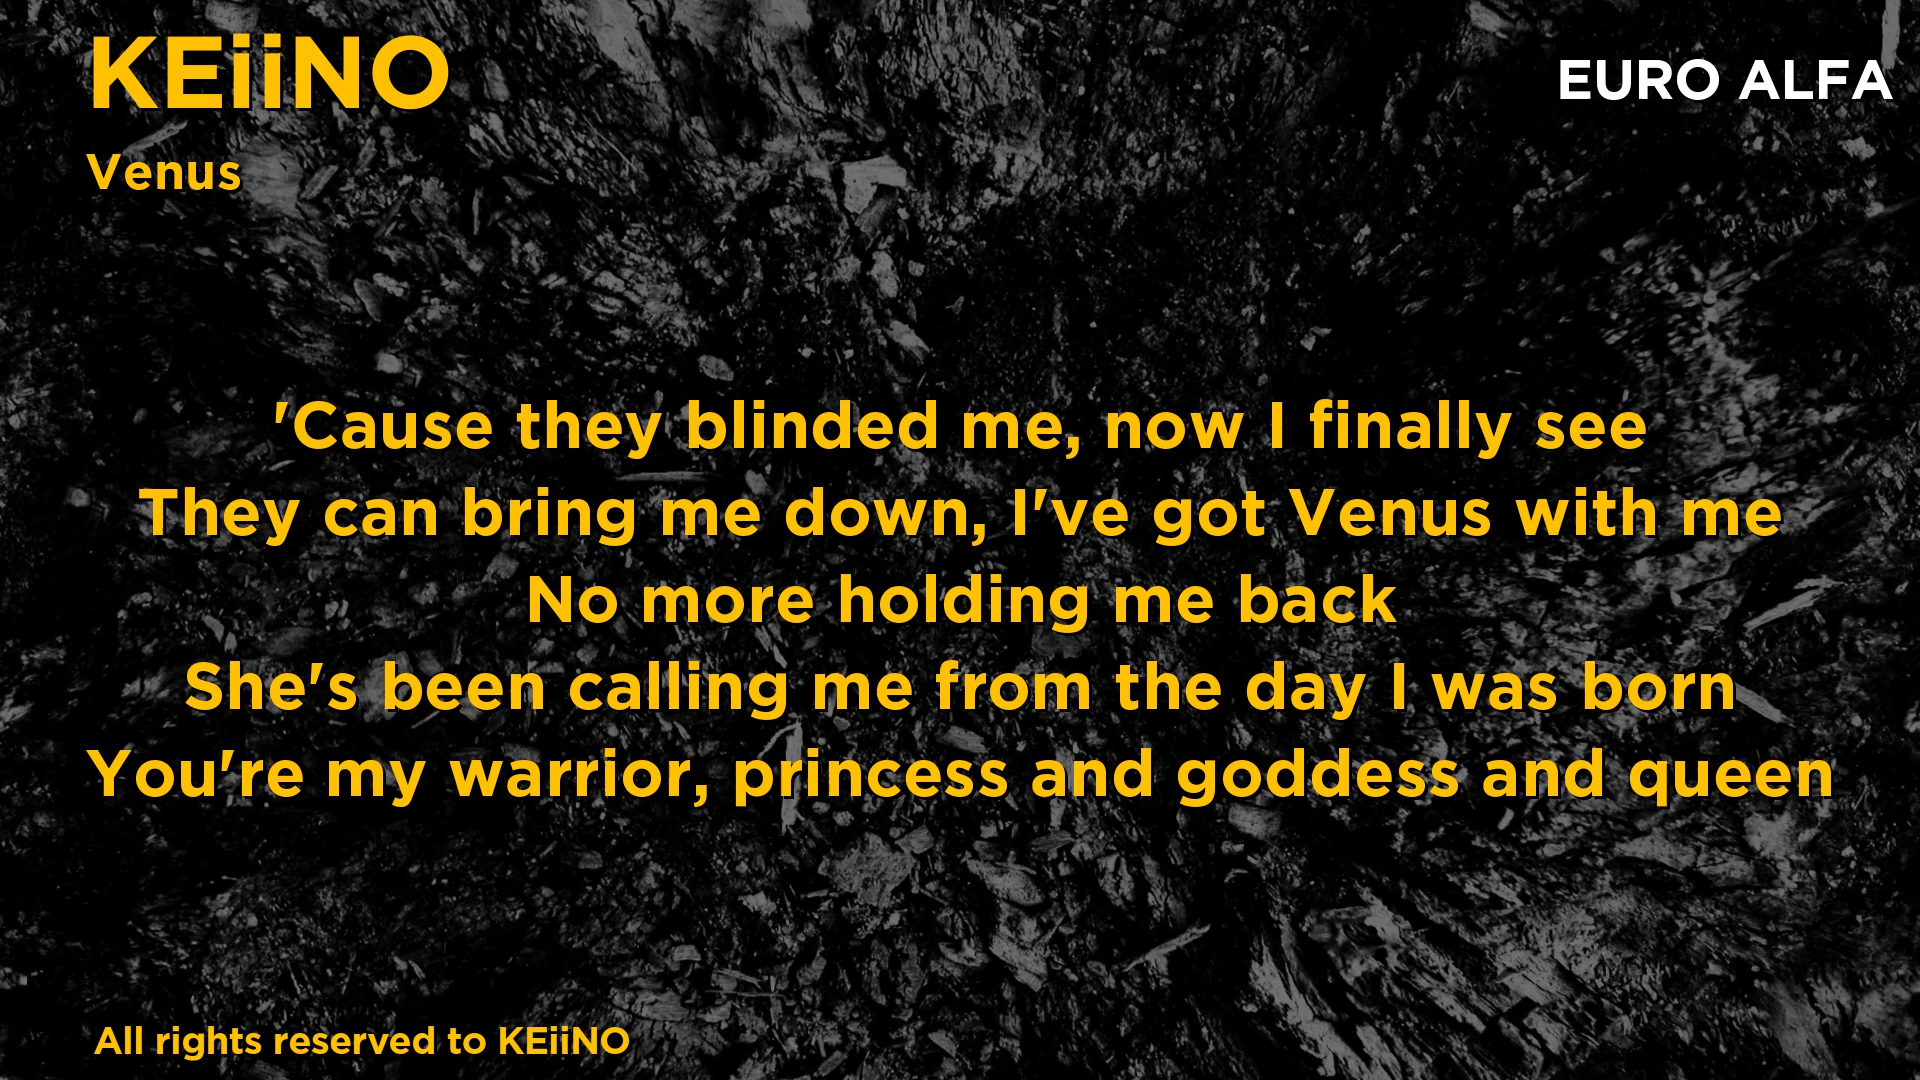 KEiiNO
EURO ALFA
Venus
'Cause they blinded me, now I finally see
They can bring me down, I've got Venus with me
No more holding me back
She's been calling me from the day I was born
You're my warrior, princess and goddess and queen
All rights reserved to KEiiNO